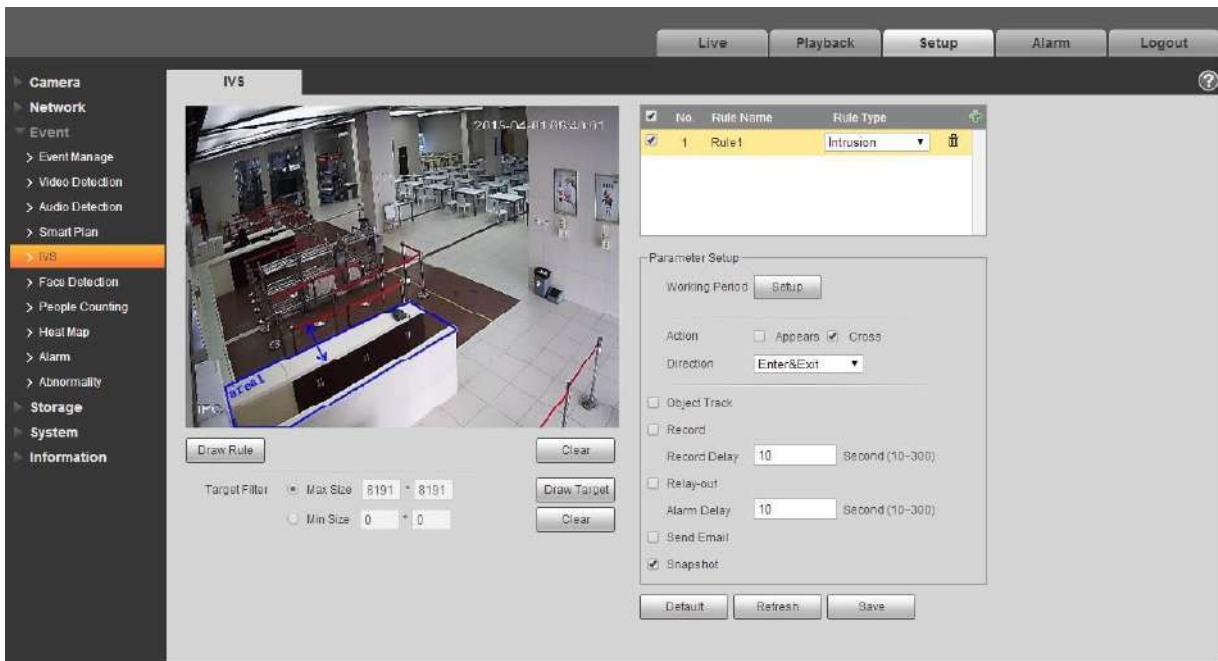 Live Playback Setup Alarm Logout
Camera
Network
Event
> Event Manage
> Video Detection
> Audio Detection
> Smart Plan
> IVS
> Face Detection
> People Counting
> Heat Map
> Alarm
> Abnormality
Storage
System
Information
IVS
?
area1
IPC
Draw Rule Clear
Target Filter Max Size 8191 * 8191 Draw Target
Min Size 0 * 0 Clear
No. Rule Name Rule Type
1 Rule1 Intrusion
Parameter Setup
Working Period Setup
Action Appears Cross
Direction Enter&Exit
Object Track
Record
Record Delay 10 Second (10~300)
Relay-out
Alarm Delay 10 Second (10~300)
Send Email
Snapshot
Default Refresh Save